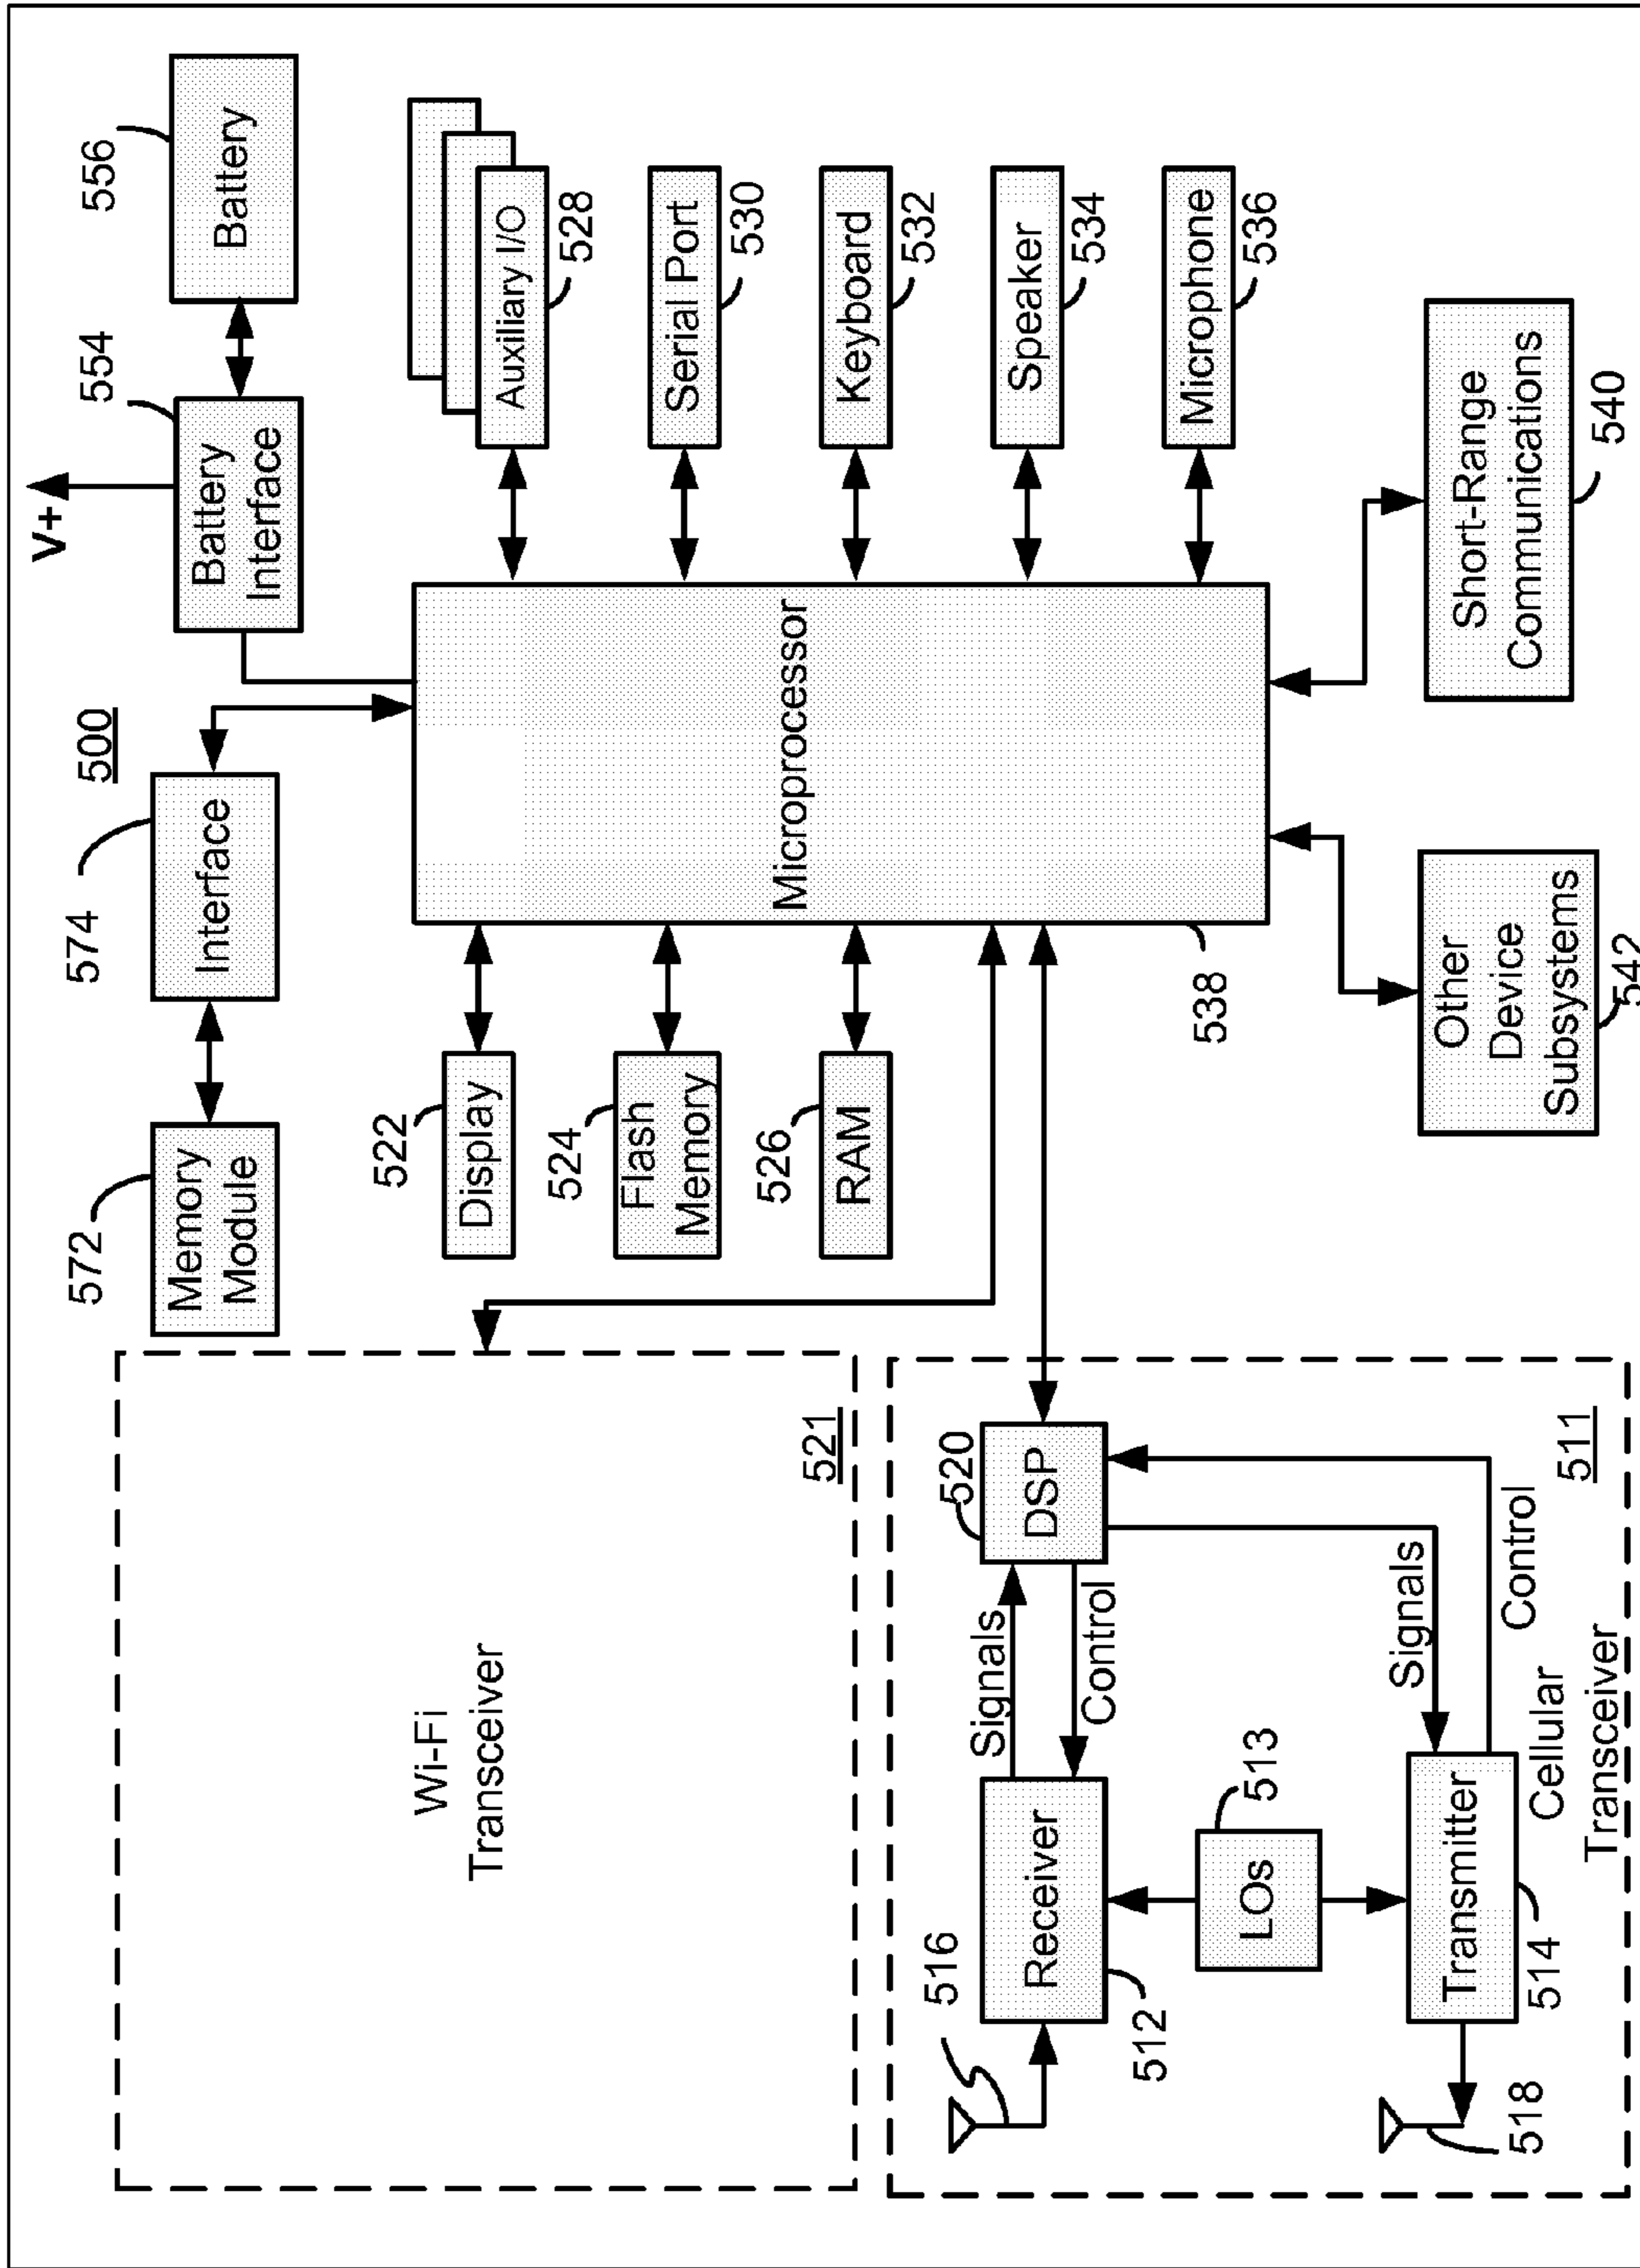 500
Wi-Fi
Transceiver
521
572
Memory
Module
574
Interface
V+
554
Battery
Interface
556
Battery
522
Display
524
Flash
Memory
526
RAM
Microprocessor
538
Auxiliary I/O
528
Serial Port
530
Keyboard
532
Speaker
534
Microphone
536
516
Receiver
512
Signals
Control
520
DSP
LOs
513
Signals
Control
Transmitter
514
518
Cellular
Transceiver
511
Other
Device
Subsystems
542
Short-Range
Communications
540